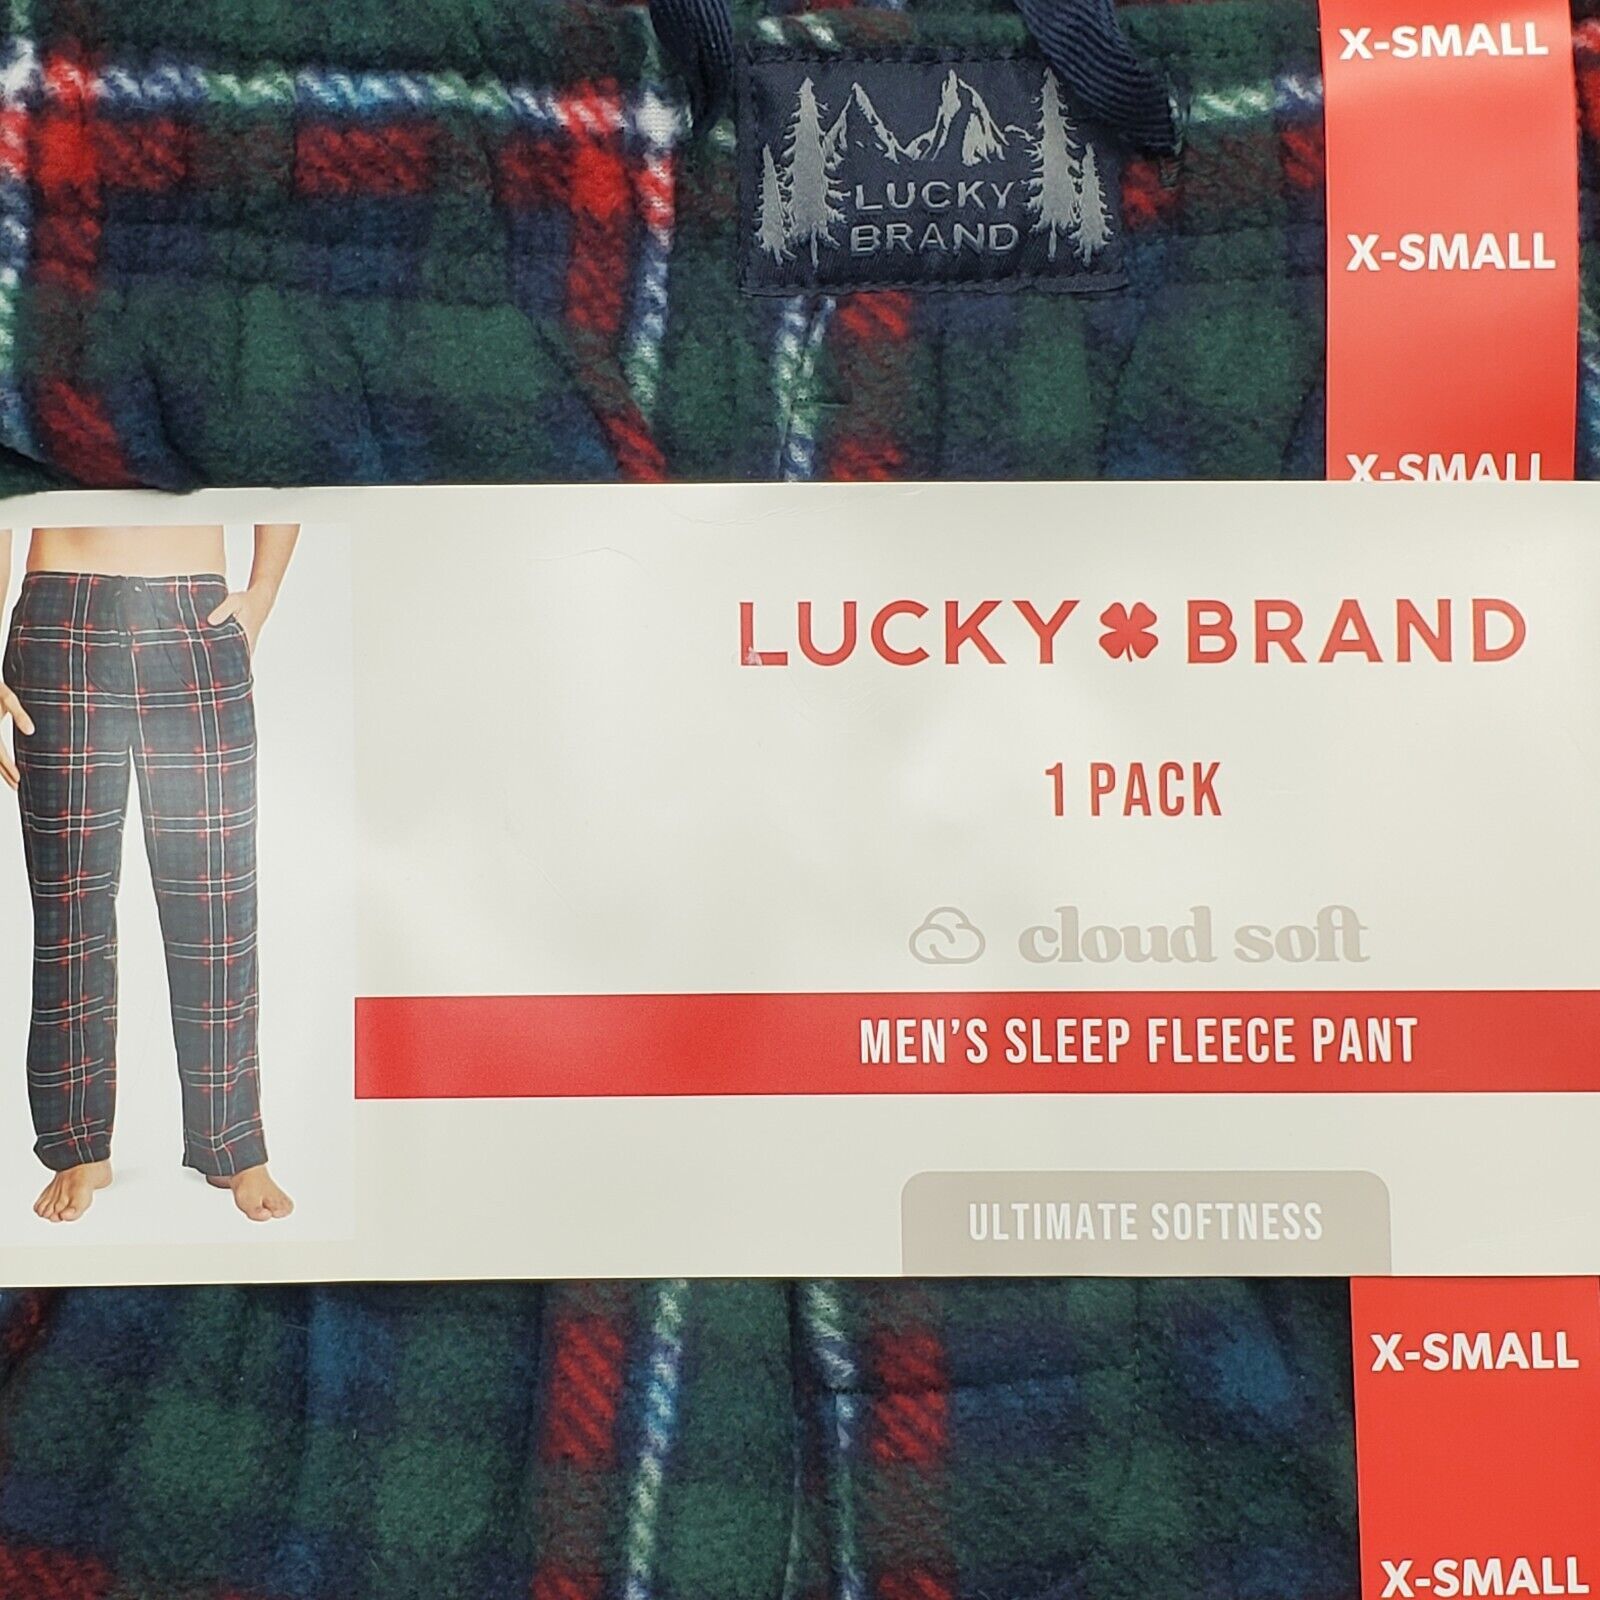 X-SMALL
LUCKY
BRAND
X-SMALL
X-SMALL
LUCKY BRAND
1 PACK
cloud soft
MEN'S SLEEP FLEECE PANT
ULTIMATE SOFTNESS
X-SMALL
X-SMALL